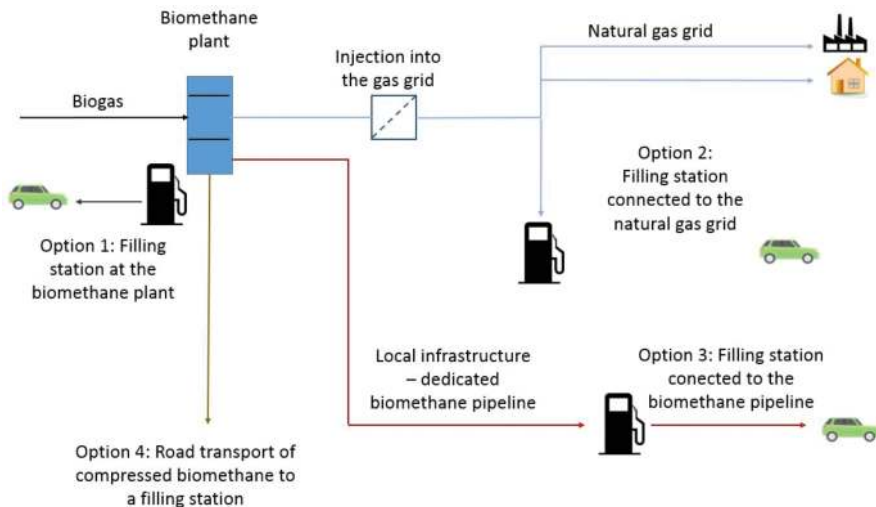 Biomethane
plant
Natural gas grid
Injection into
the gas grid
Biogas
Option 2:
Filling station
connected to the
natural gas grid
Option 1: Filling
station at the
biomethane plant
Local infrastructure
– dedicated
biomethane pipeline
Option 3: Filling station
conected to the
biomethane pipeline
Option 4: Road transport of
compressed biomethane to
a filling station